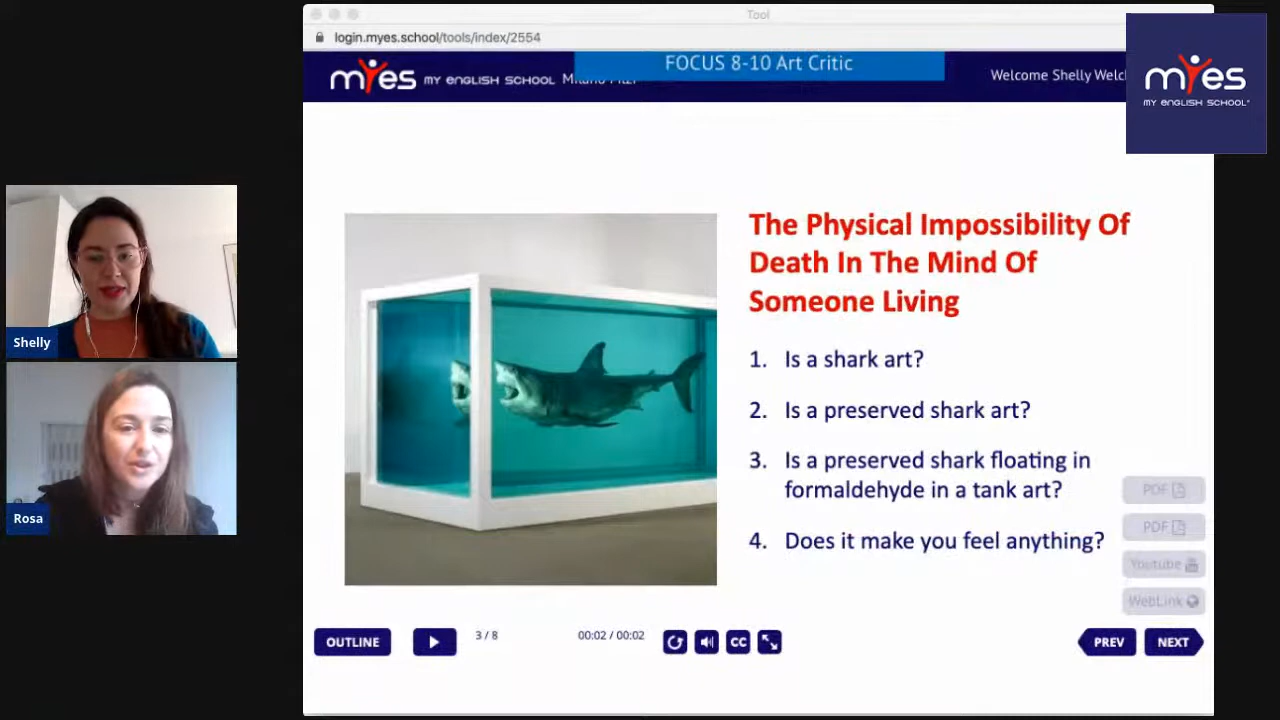 Tool
login.myes.school/tools/index/2554
myes MY ENGLISH SCHOOL
FOCUS 8-10 Art Critic
Welcome Shelly Welc
myes
MY ENGLISH SCHOOL
The Physical Impossibility Of
Death In The Mind Of
Someone Living
1. Is a shark art?
2. Is a preserved shark art?
3. Is a preserved shark floating in
formaldehyde in a tank art?
4. Does it make you feel anything?
Shelly
Rosa
PDF
PDF
Youtube
WebLink
OUTLINE
3 / 8
00:02 / 00:02
CC
PREV
NEXT